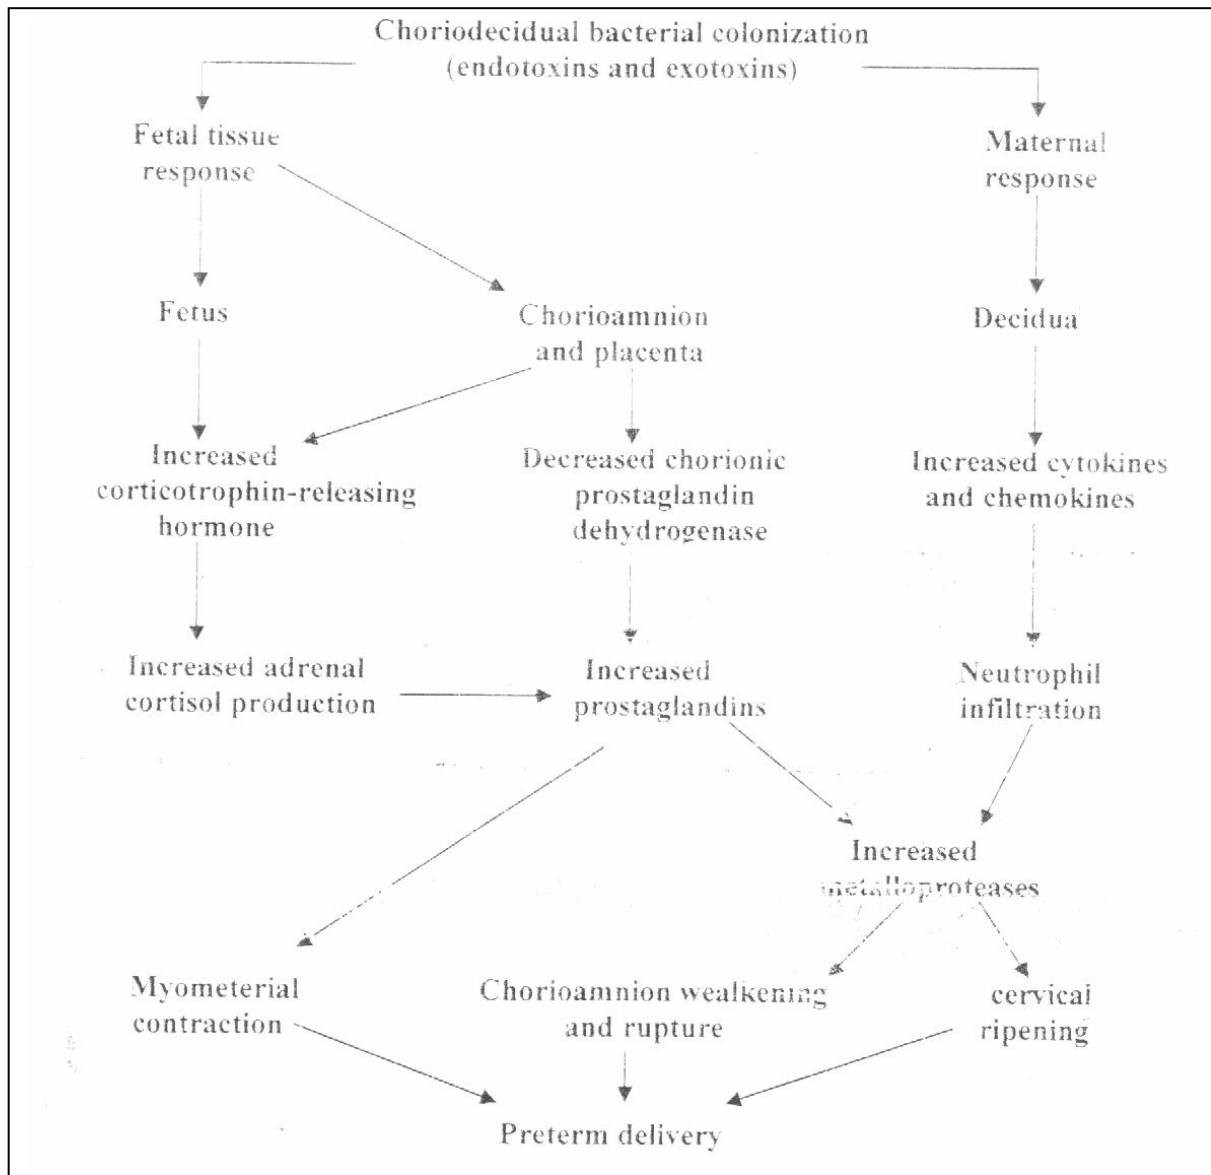 Choriodecidual bacterial colonization
(endotoxins and exotoxins)
Fetal tissue
response
Maternal
response
Fetus
Chorioamnion
and placenta
Decidua
Increased
corticotrophin-releasing
hormone
Decreased chorionic
prostaglandin
dehydrogenase
Increased cytokines
and chemokines
Increased adrenal
cortisol production
Increased
prostaglandins
Neutrophil
infiltration
Increased
metalloproteases
Myometerial
contraction
Chorioamnion wealkening
and rupture
cervical
ripening
Preterm delivery